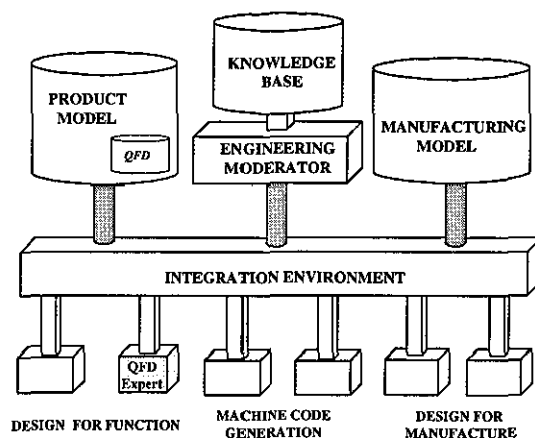 KNOWLEDGE
BASE
PRODUCT
MODEL
QFD
ENGINEERING
MODERATOR
MANUFACTURING
MODEL
INTEGRATION ENVIRONMENT
QFD
Expert
DESIGN FOR FUNCTION
MACHINE CODE
GENERATION
DESIGN FOR
MANUFACTURE